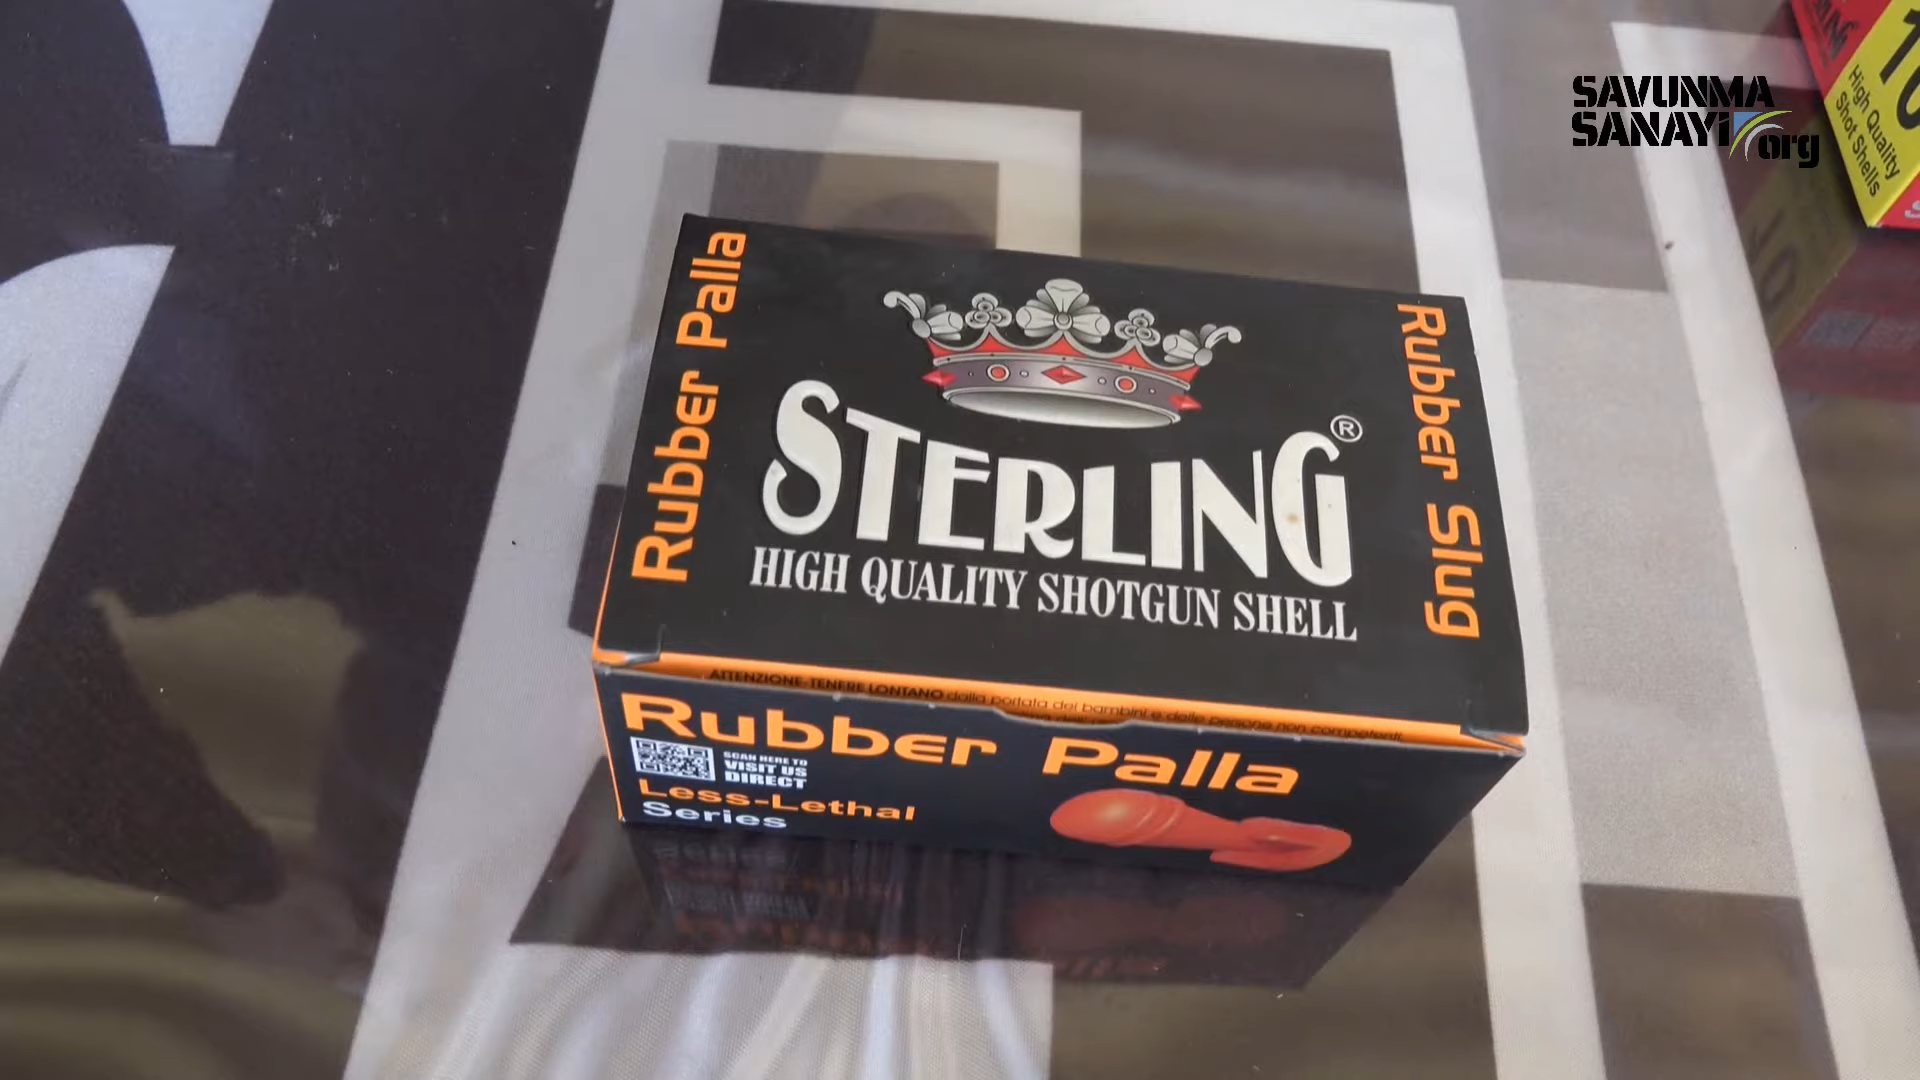 SAVUNMA
SANAYi
org
10
High Quality
Shot Shells
Rubber Palla
STERLING®
HIGH QUALITY SHOTGUN SHELL
Rubber Slug
ATTENZIONE-TENERE LONTANO dalla portata dei bambini e delle persone non competenti.
Rubber Palla
SCAN HERE TO
VISIT US
DIRECT
Less-Lethal
Series